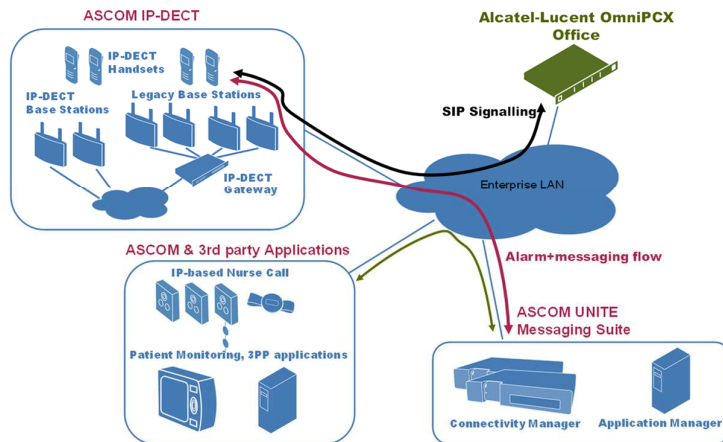 ASCOM IP-DECT
IP-DECT
Handsets
IP-DECT
Base Stations
Legacy Base Stations
IP-DECT
Gateway
Alcatel-Lucent OmniPCX
Office
SIP Signalling
Enterprise LAN
ASCOM & 3rd party Applications
IP-based Nurse Call
Patient Monitoring, 3PP applications
Alarm+messaging flow
ASCOM UNITE
Messaging Suite
Connectivity Manager
Application Manager